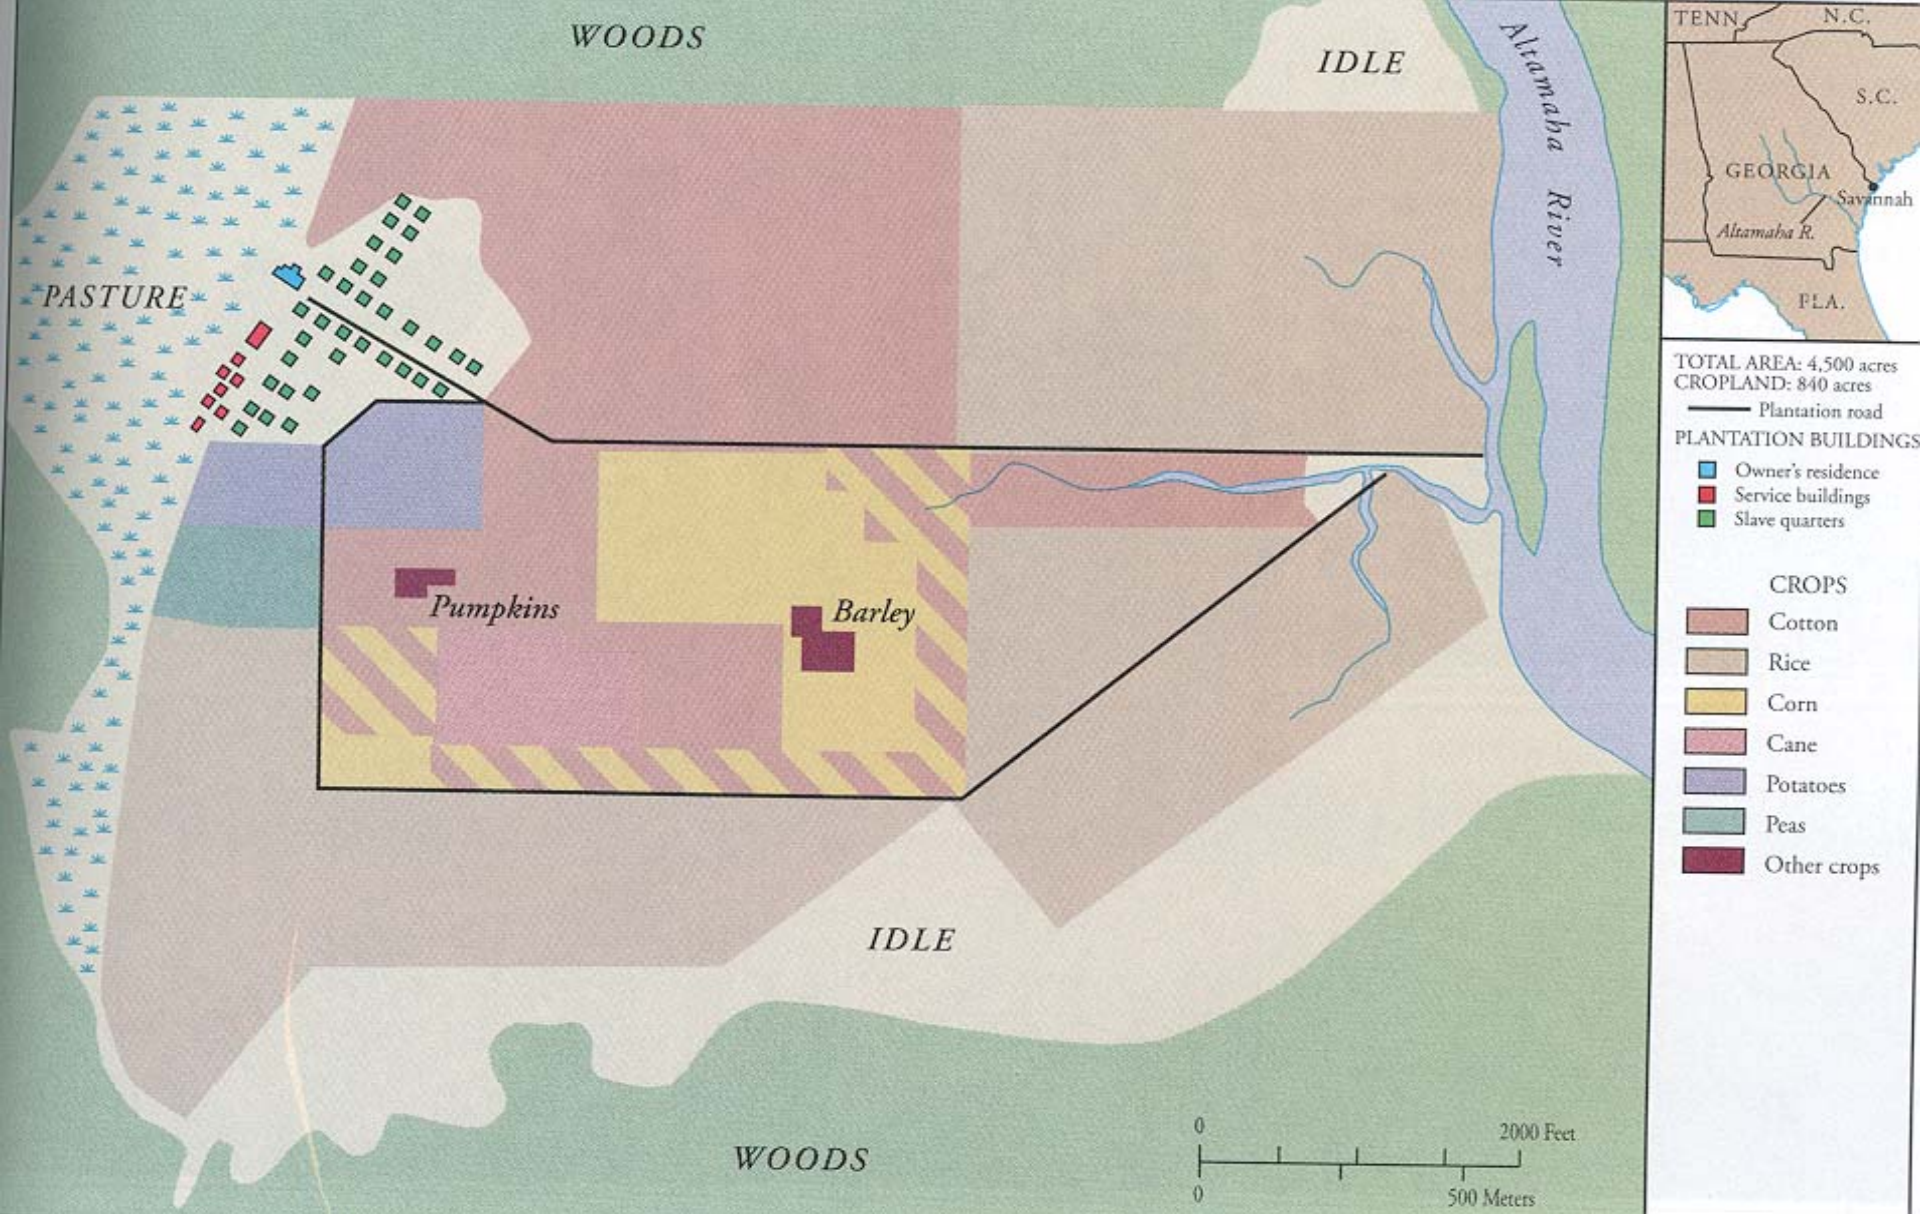 WOODS
IDLE
Altamaha River
PASTURE
Pumpkins
Barley
IDLE
WOODS
0
2000 Feet
0
500 Meters
TENN.
N.C.
S.C.
GEORGIA
Savannah
Altamaha R.
FLA.
TOTAL AREA: 4,500 acres
CROPLAND: 840 acres
Plantation road
PLANTATION BUILDINGS
Owner's residence
Service buildings
Slave quarters
CROPS
Cotton
Rice
Corn
Cane
Potatoes
Peas
Other crops